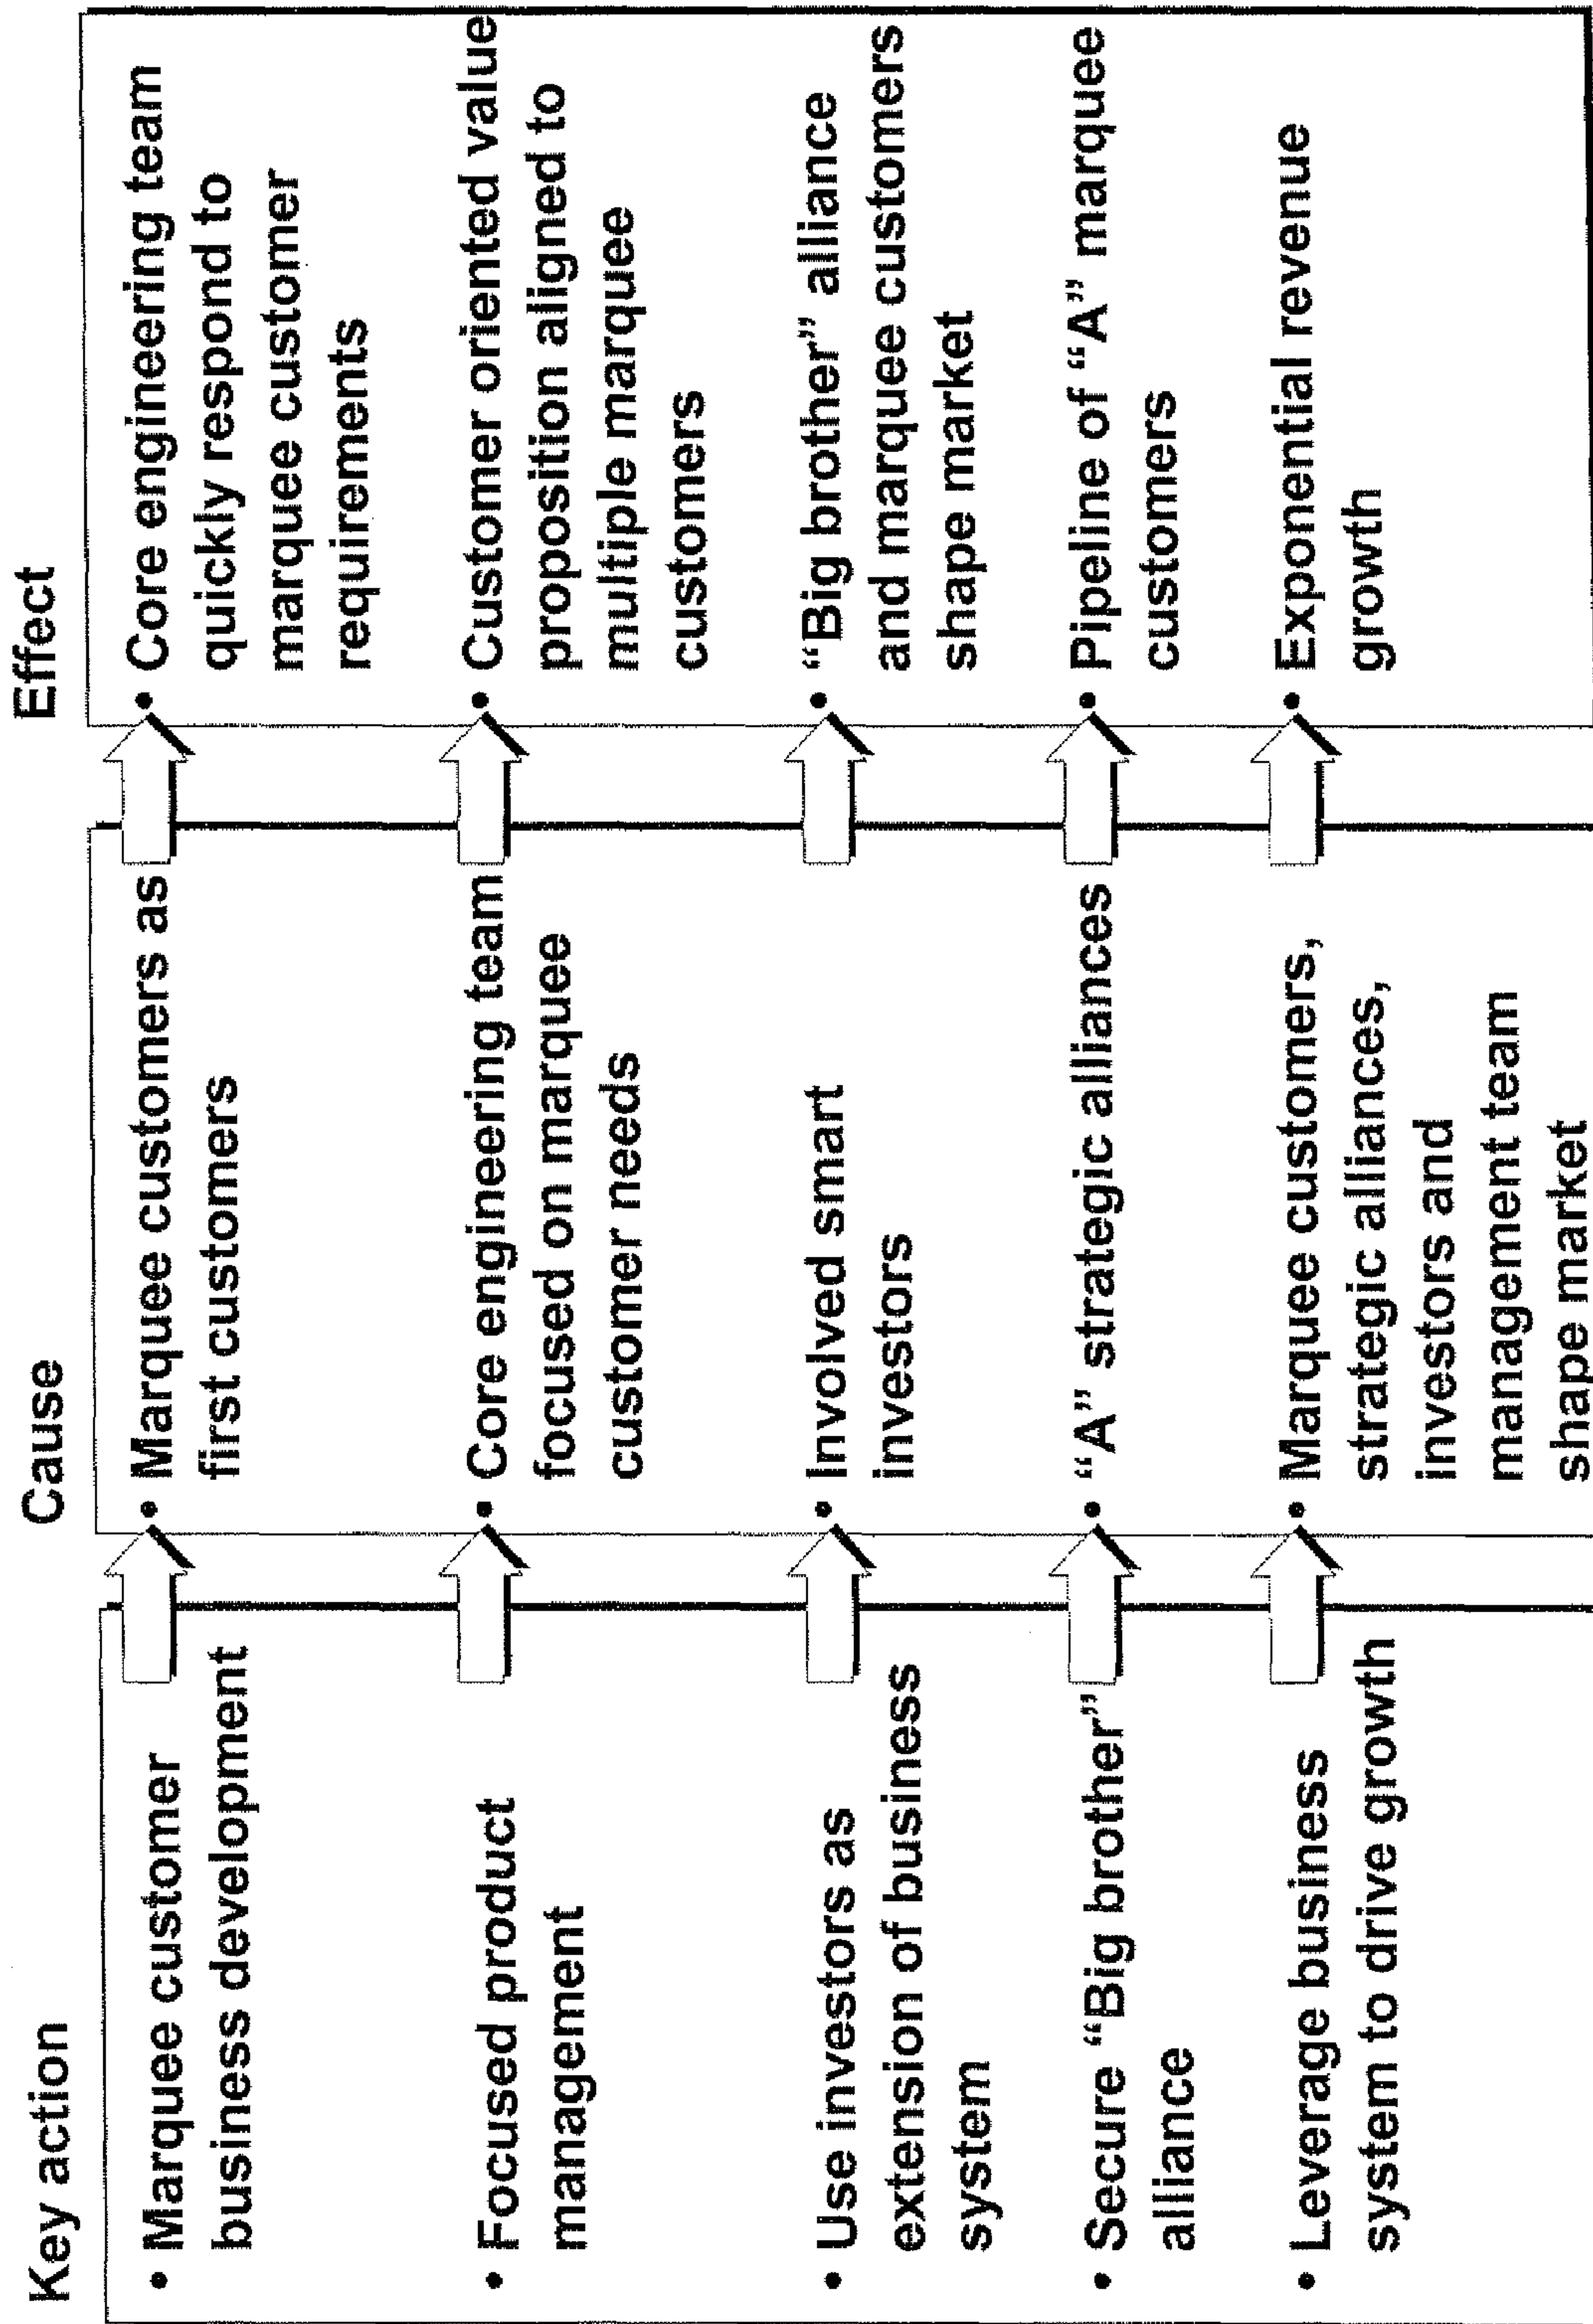 Key action
• Marquee customer
business development
• Focused product
management
• Use investors as
extension of business
system
• Secure “Big brother”
alliance
• Leverage business
system to drive growth
Cause
• Marquee customers as
first customers
• Core engineering team
focused on marquee
customer needs
• Involved smart
investors
• “A” strategic alliances
• Marquee customers,
strategic alliances,
investors and
management team
shape market
Effect
• Core engineering team
quickly respond to
marquee customer
requirements
• Customer oriented value
proposition aligned to
multiple marquee
customers
• “Big brother” alliance
and marquee customers
shape market
• Pipeline of “A” marquee
customers
• Exponential revenue
growth